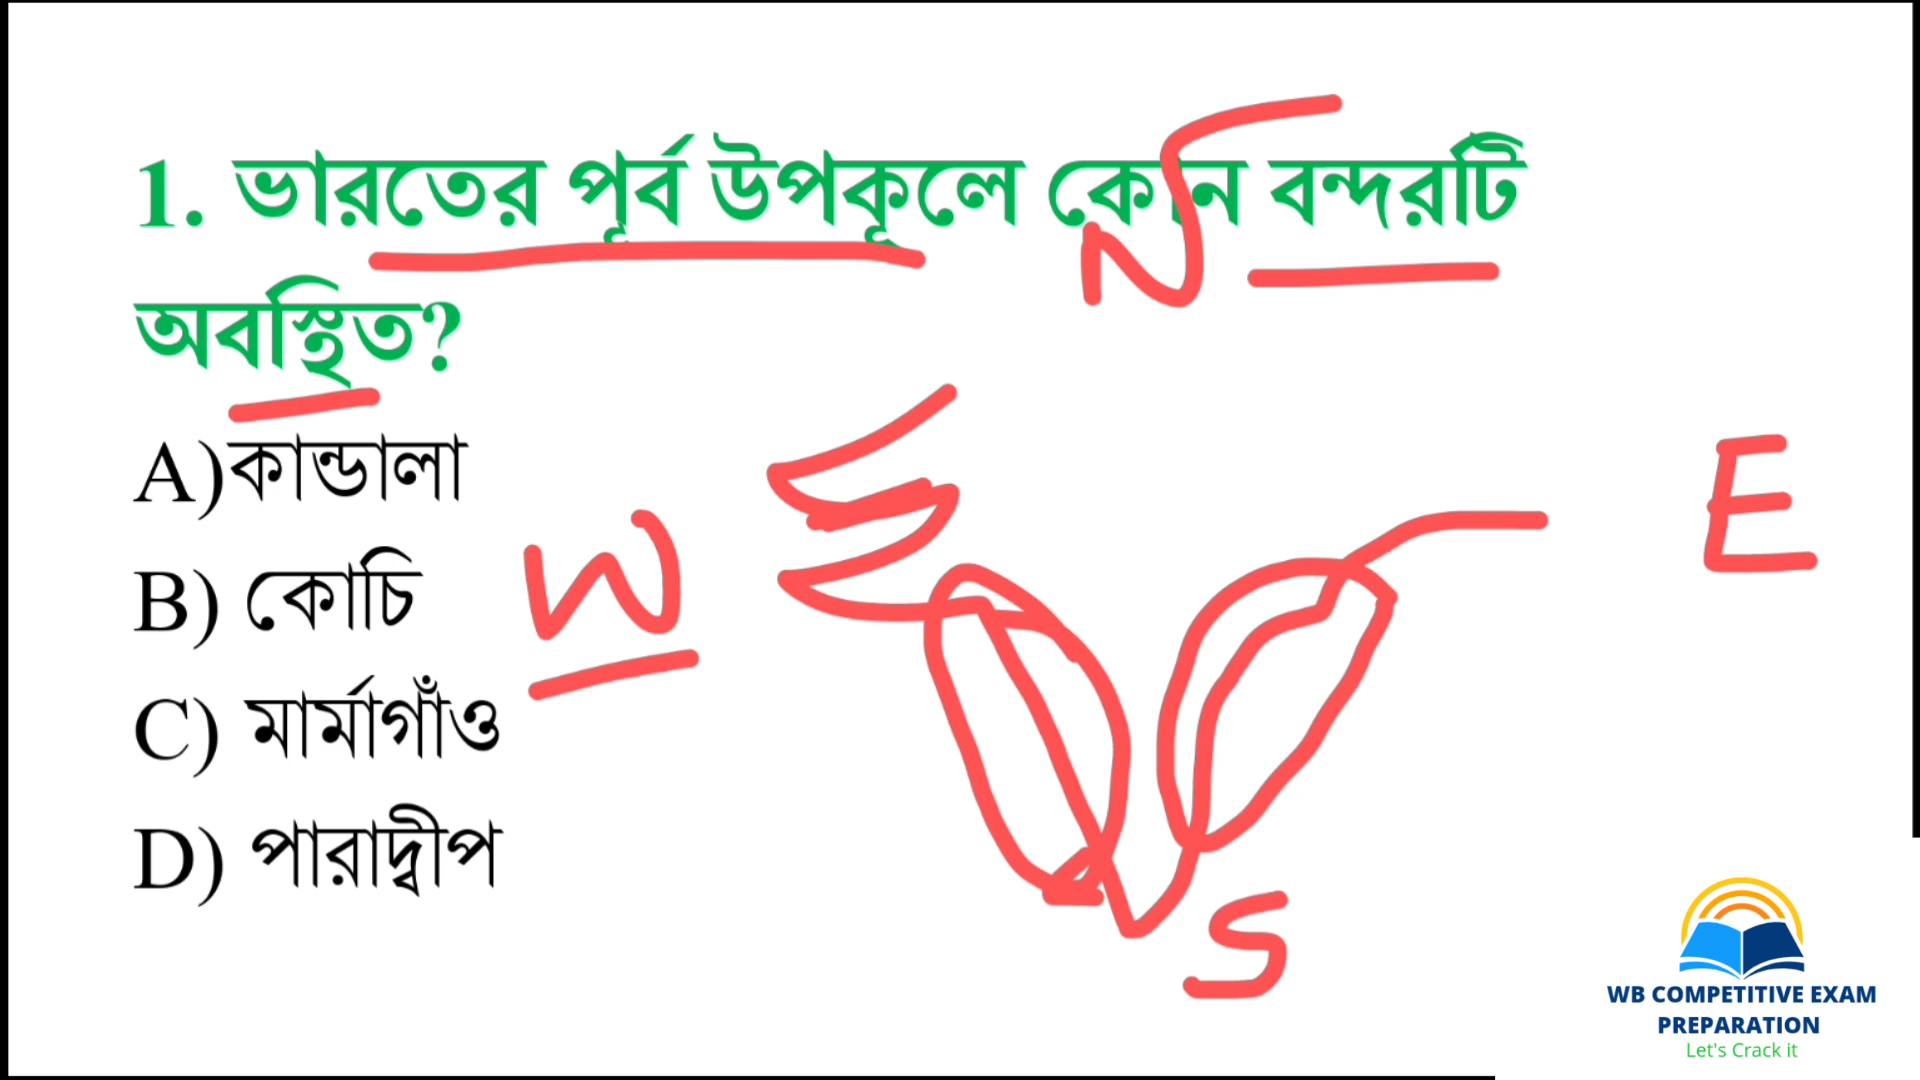 1. ভারতের পূর্ব উপকূলে কোন বন্দরটি
N
অবস্থিত?
A)কান্ডালা
E
B) কোচি
W
C) মার্মাগাঁও
D) পারাদ্বীপ
S
WB COMPETITIVE EXAM
PREPARATION
Let's Crack it